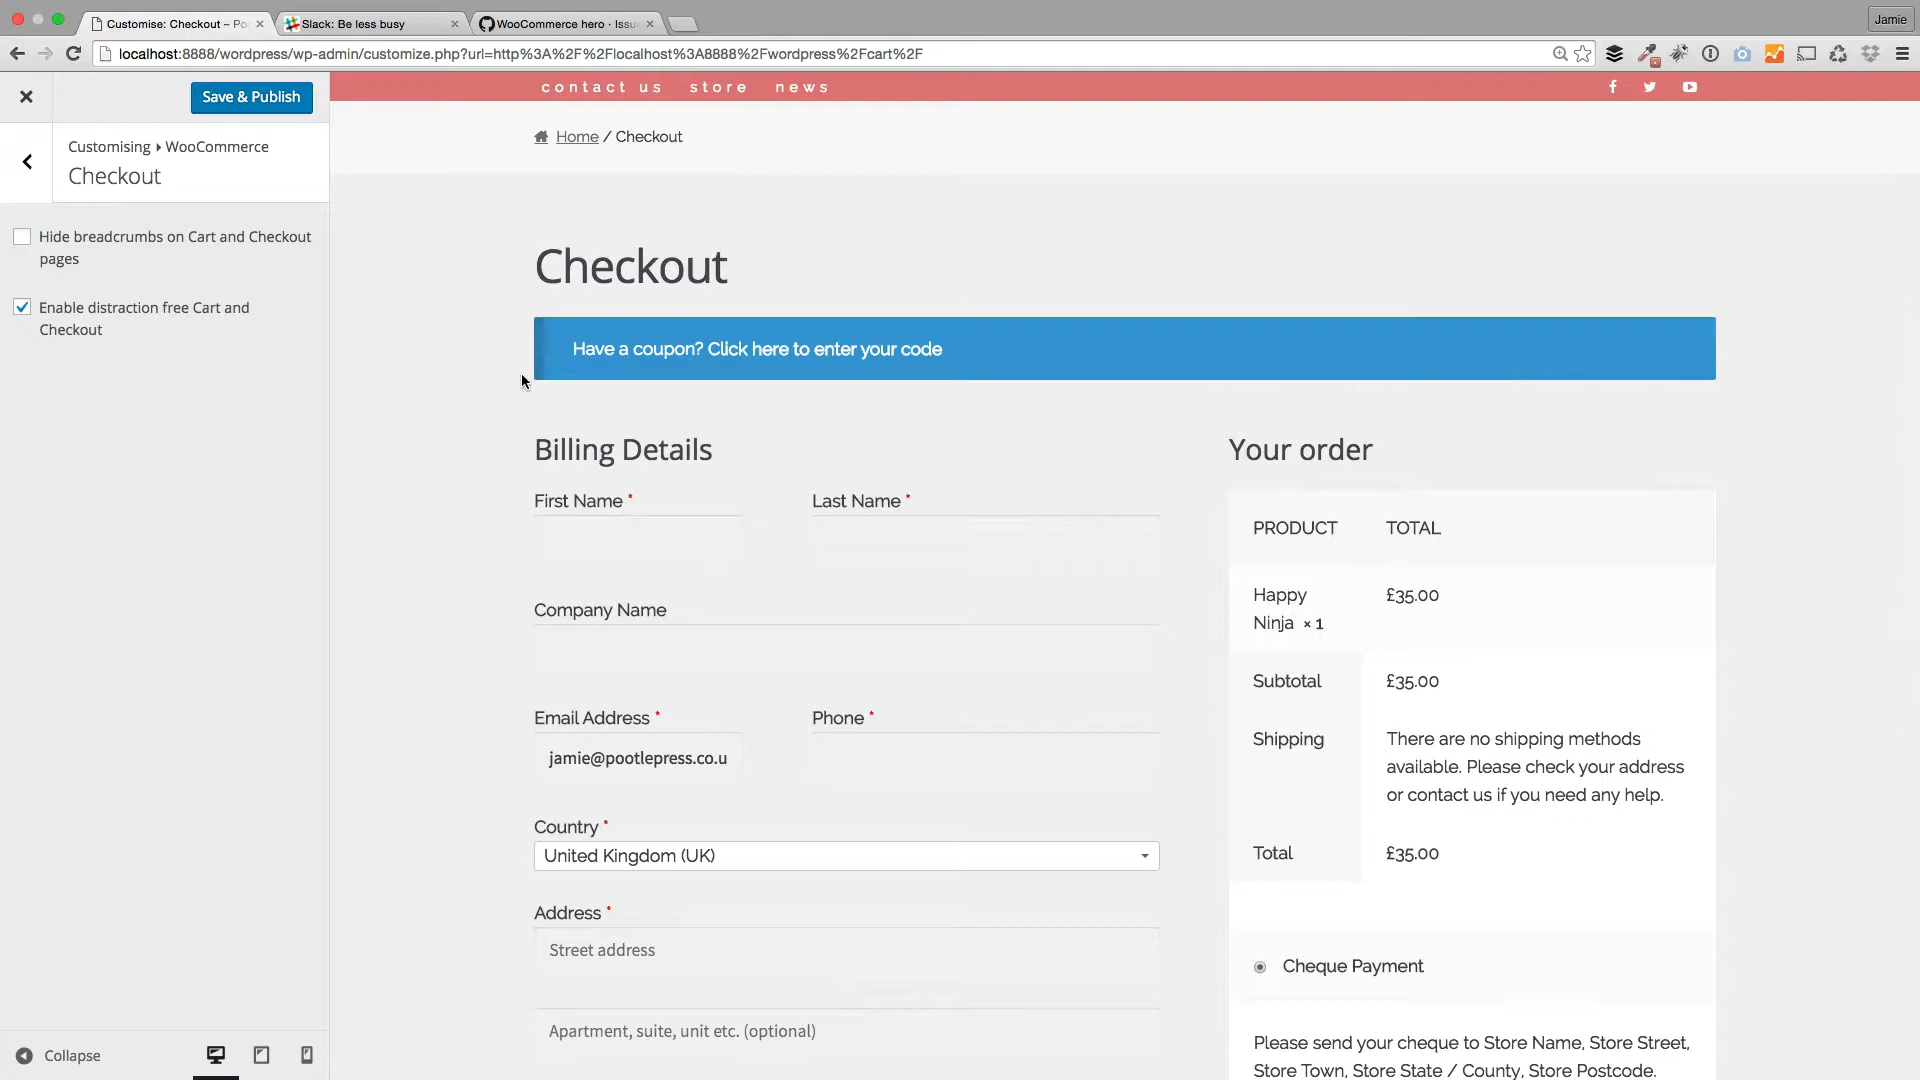 Customise: Checkout – Po
Slack: Be less busy
WooCommerce hero · Issu
Jamie
localhost:8888/wordpress/wp-admin/customize.php?url=http%3A%2F%2Flocalhost%3A8888%2Fwordpress%2Fcart%2F
Save & Publish
contact us store news
Customising ▸ WooCommerce
Checkout
Home / Checkout
Hide breadcrumbs on Cart and Checkout
pages
Enable distraction free Cart and
Checkout
Checkout
Have a coupon? Click here to enter your code
Billing Details
Your order
First Name *
Last Name *
PRODUCT TOTAL
Happy
Ninja × 1
£35.00
Company Name
Subtotal £35.00
Email Address *
Phone *
jamie@pootlepress.co.u
Shipping
There are no shipping methods
available. Please check your address
or contact us if you need any help.
Country *
United Kingdom (UK)
Total £35.00
Address *
Street address
Cheque Payment
Apartment, suite, unit etc. (optional)
Please send your cheque to Store Name, Store Street,
Store Town, Store State / County, Store Postcode.
Collapse